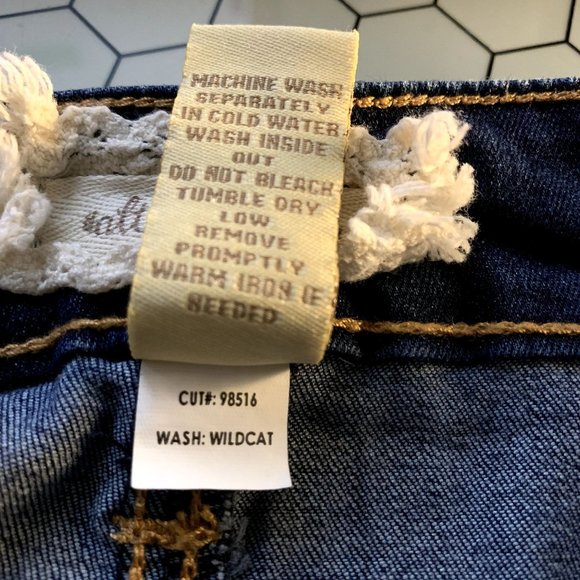 MACHINE WASH
SEPARATELY
IN COLD WATER
WASH INSIDE
OUT
DO NOT BLEACH
TUMBLE DRY
LOW
REMOVE
PROMPTLY
WARM IRON IF
NEEDED
CUT#: 98516
WASH: WILDCAT